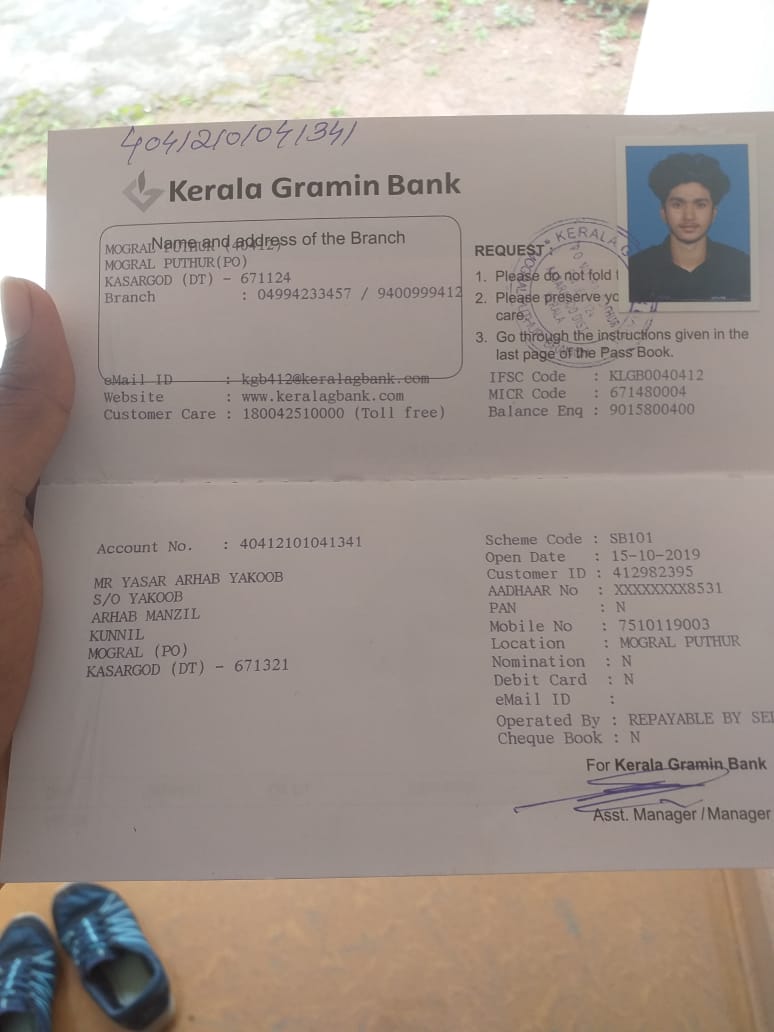 40412101041341
Kerala Gramin Bank
Name and address of the Branch
MOGRAL PUTHUR (40412)
MOGRAL PUTHUR(PO)
KASARGOD (DT) - 671124
Branch : 04994233457 / 9400999412
eMail ID : kgb412@keralagbank.com
Website : www.keralagbank.com
Customer Care : 180042510000 (Toll free)
REQUEST :
1. Please do not fold
2. Please preserve
care.
3. Go through the instructions given in the
last page of the Pass Book.
IFSC Code : KLGB0040412
MICR Code : 671480004
Balance Enq : 9015800400
KERALA G
Account No. : 40412101041341
MR YASAR ARHAB YAKOOB
S/O YAKOOB
ARHAB MANZIL
KUNNIL
MOGRAL (PO)
KASARGOD (DT) - 671321
Scheme Code : SB101
Open Date : 15-10-2019
Customer ID : 412982395
AADHAAR No : XXXXXXXX8531
PAN : N
Mobile No : 7510119003
Location : MOGRAL PUTHUR
Nomination : N
Debit Card : N
eMail ID :
Operated By : REPAYABLE BY
Cheque Book : N
For Kerala Gramin Bank
Asst. Manager / Manager